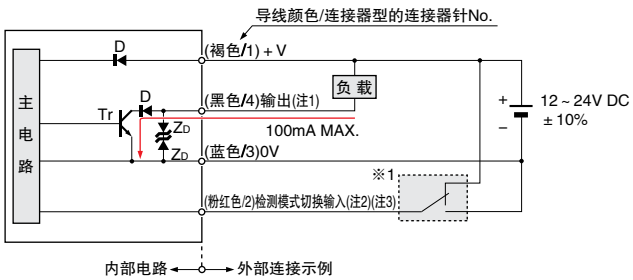 导线颜色/连接器型的连接器针No.
D
(褐色/1)+V
主电路
Tr
D
(黑色/4)输出(注1)
负载
ZD
ZD
100mA MAX.
+
−
12~24V DC
±10%
(蓝色/3)0V
※1
(粉红色/2)检测模式切换输入(注2)(注3)
内部电路
外部连接示例